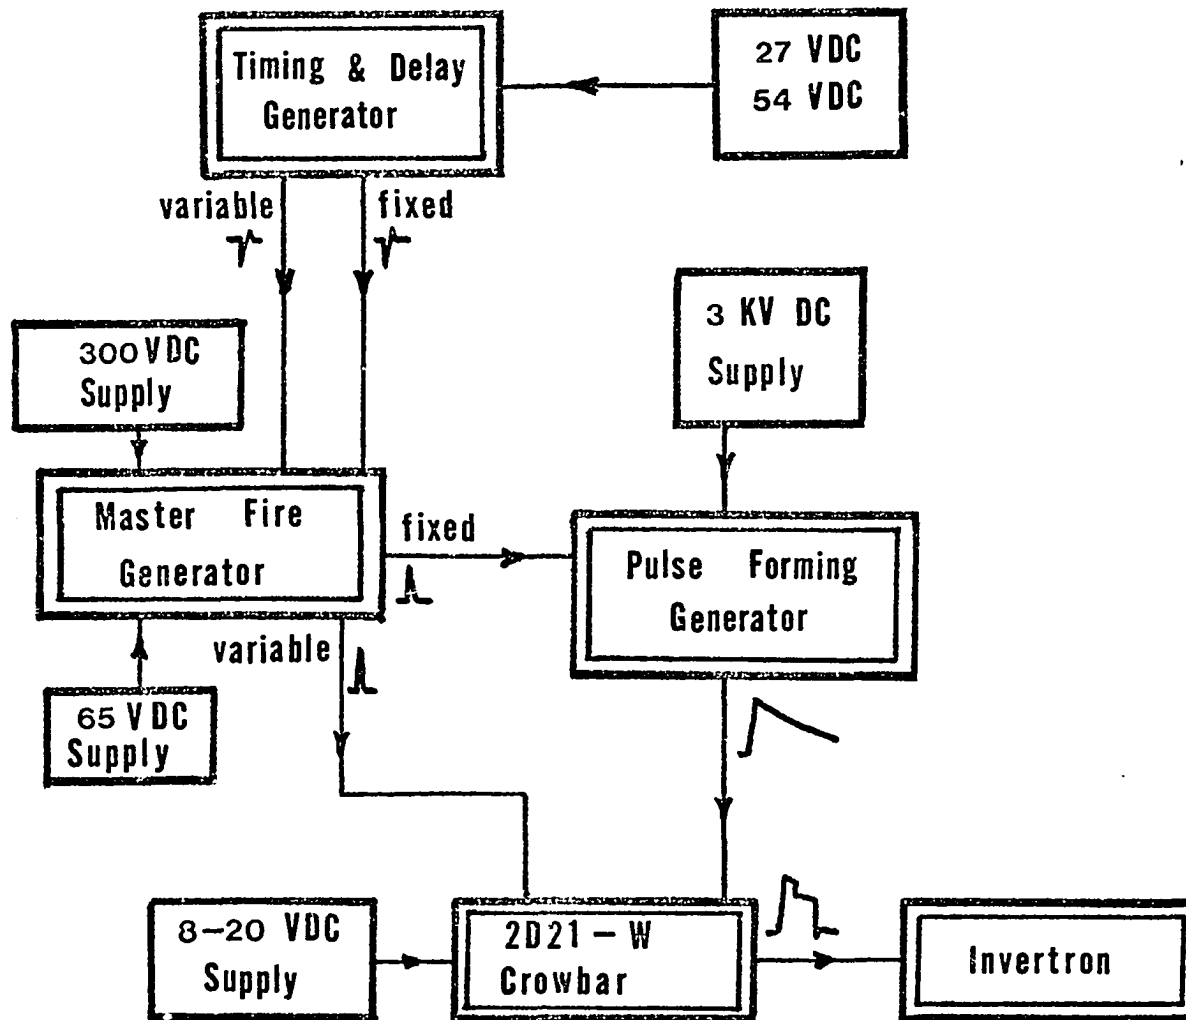 Timing & Delay
Generator
27 VDC
54 VDC
variable
fixed
300 VDC
Supply
3 KV DC
Supply
Master Fire
Generator
fixed
Pulse Forming
Generator
variable
65 VDC
Supply
8-20 VDC
Supply
2D21-W
Crowbar
Invertron